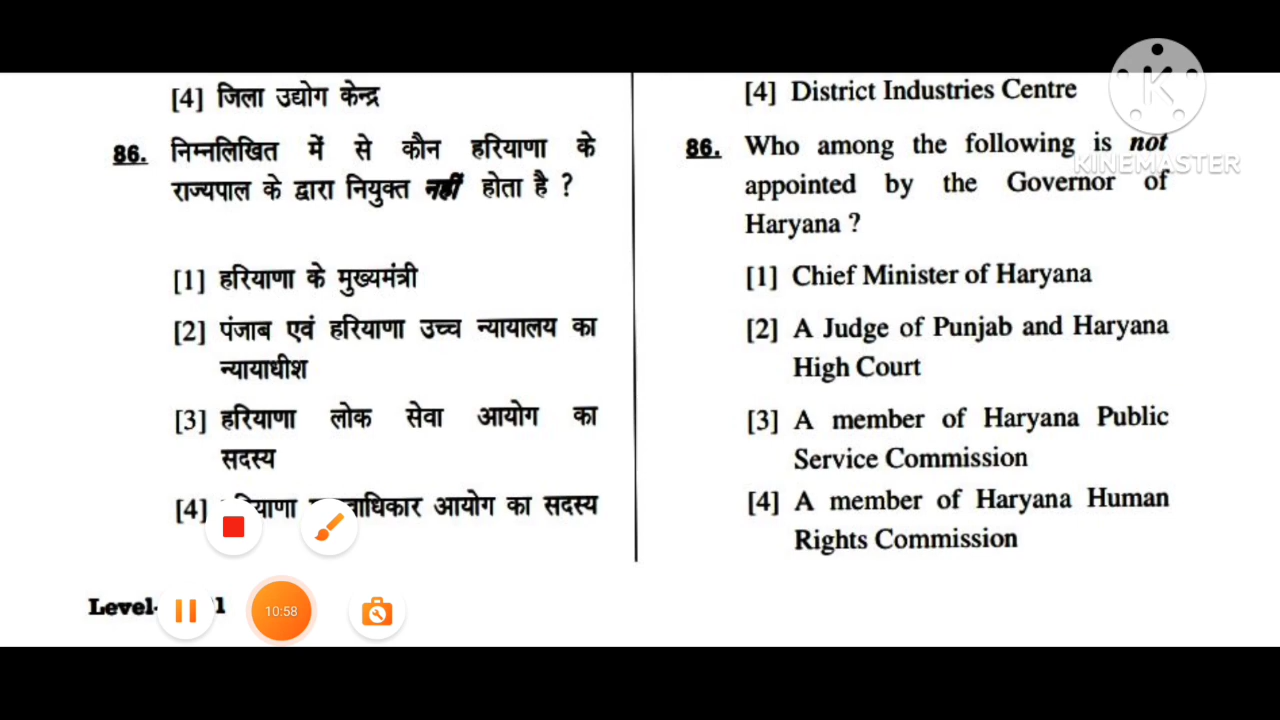 [4] जिला उद्योग केन्द्र
86. निम्नलिखित में से कौन हरियाणा के
राज्यपाल के द्वारा नियुक्त नहीं होता है ?
[1] हरियाणा के मुख्यमंत्री
[2] पंजाब एवं हरियाणा उच्च न्यायालय का
न्यायाधीश
[3] हरियाणा लोक सेवा आयोग का
सदस्य
[4] आयोग का सदस्य
Level-
1
10:58
[4] District Industries Centre
86. Who among the following is not
appointed by the Governor of
Haryana ?
[1] Chief Minister of Haryana
[2] A Judge of Punjab and Haryana
High Court
[3] A member of Haryana Public
Service Commission
[4] A member of Haryana Human
Rights Commission
K
KINEMASTER